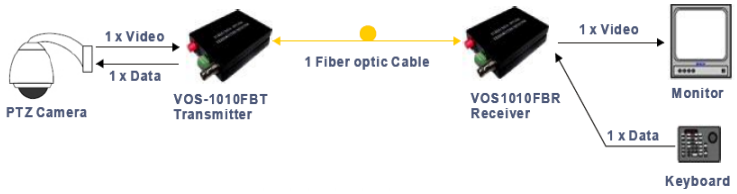 1 x Video
1 x Data
PTZ Camera
VOS-1010FBT
Transmitter
1 Fiber optic Cable
VOS1010FBR
Receiver
1 x Video
Monitor
1 x Data
Keyboard